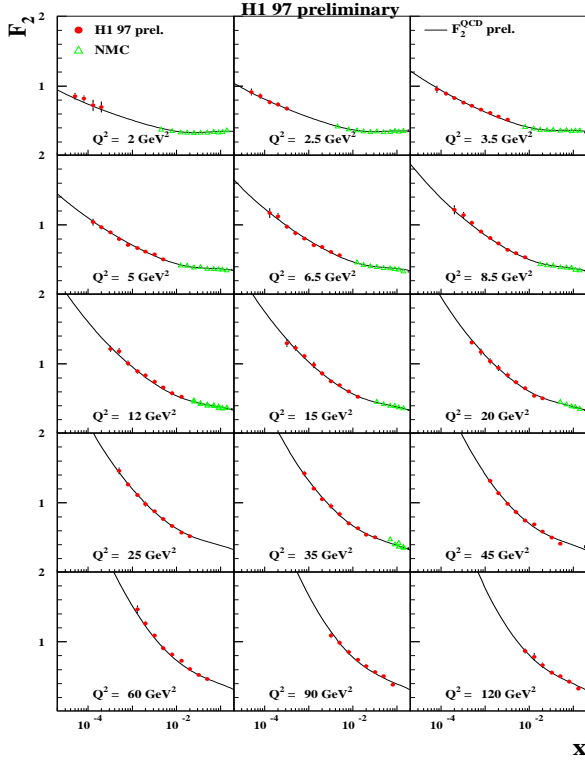 H1 97 preliminary
F₂
2
H1 97 prel.
NMC
F₂^QCD prel.
1
Q² = 2 GeV²
Q² = 2.5 GeV²
Q² = 3.5 GeV²
2
1
Q² = 5 GeV²
Q² = 6.5 GeV²
Q² = 8.5 GeV²
2
1
Q² = 12 GeV²
Q² = 15 GeV²
Q² = 20 GeV²
2
1
Q² = 25 GeV²
Q² = 35 GeV²
Q² = 45 GeV²
2
1
Q² = 60 GeV²
Q² = 90 GeV²
Q² = 120 GeV²
10⁻⁴ 10⁻² 10⁻⁴ 10⁻² 10⁻⁴ 10⁻²
x